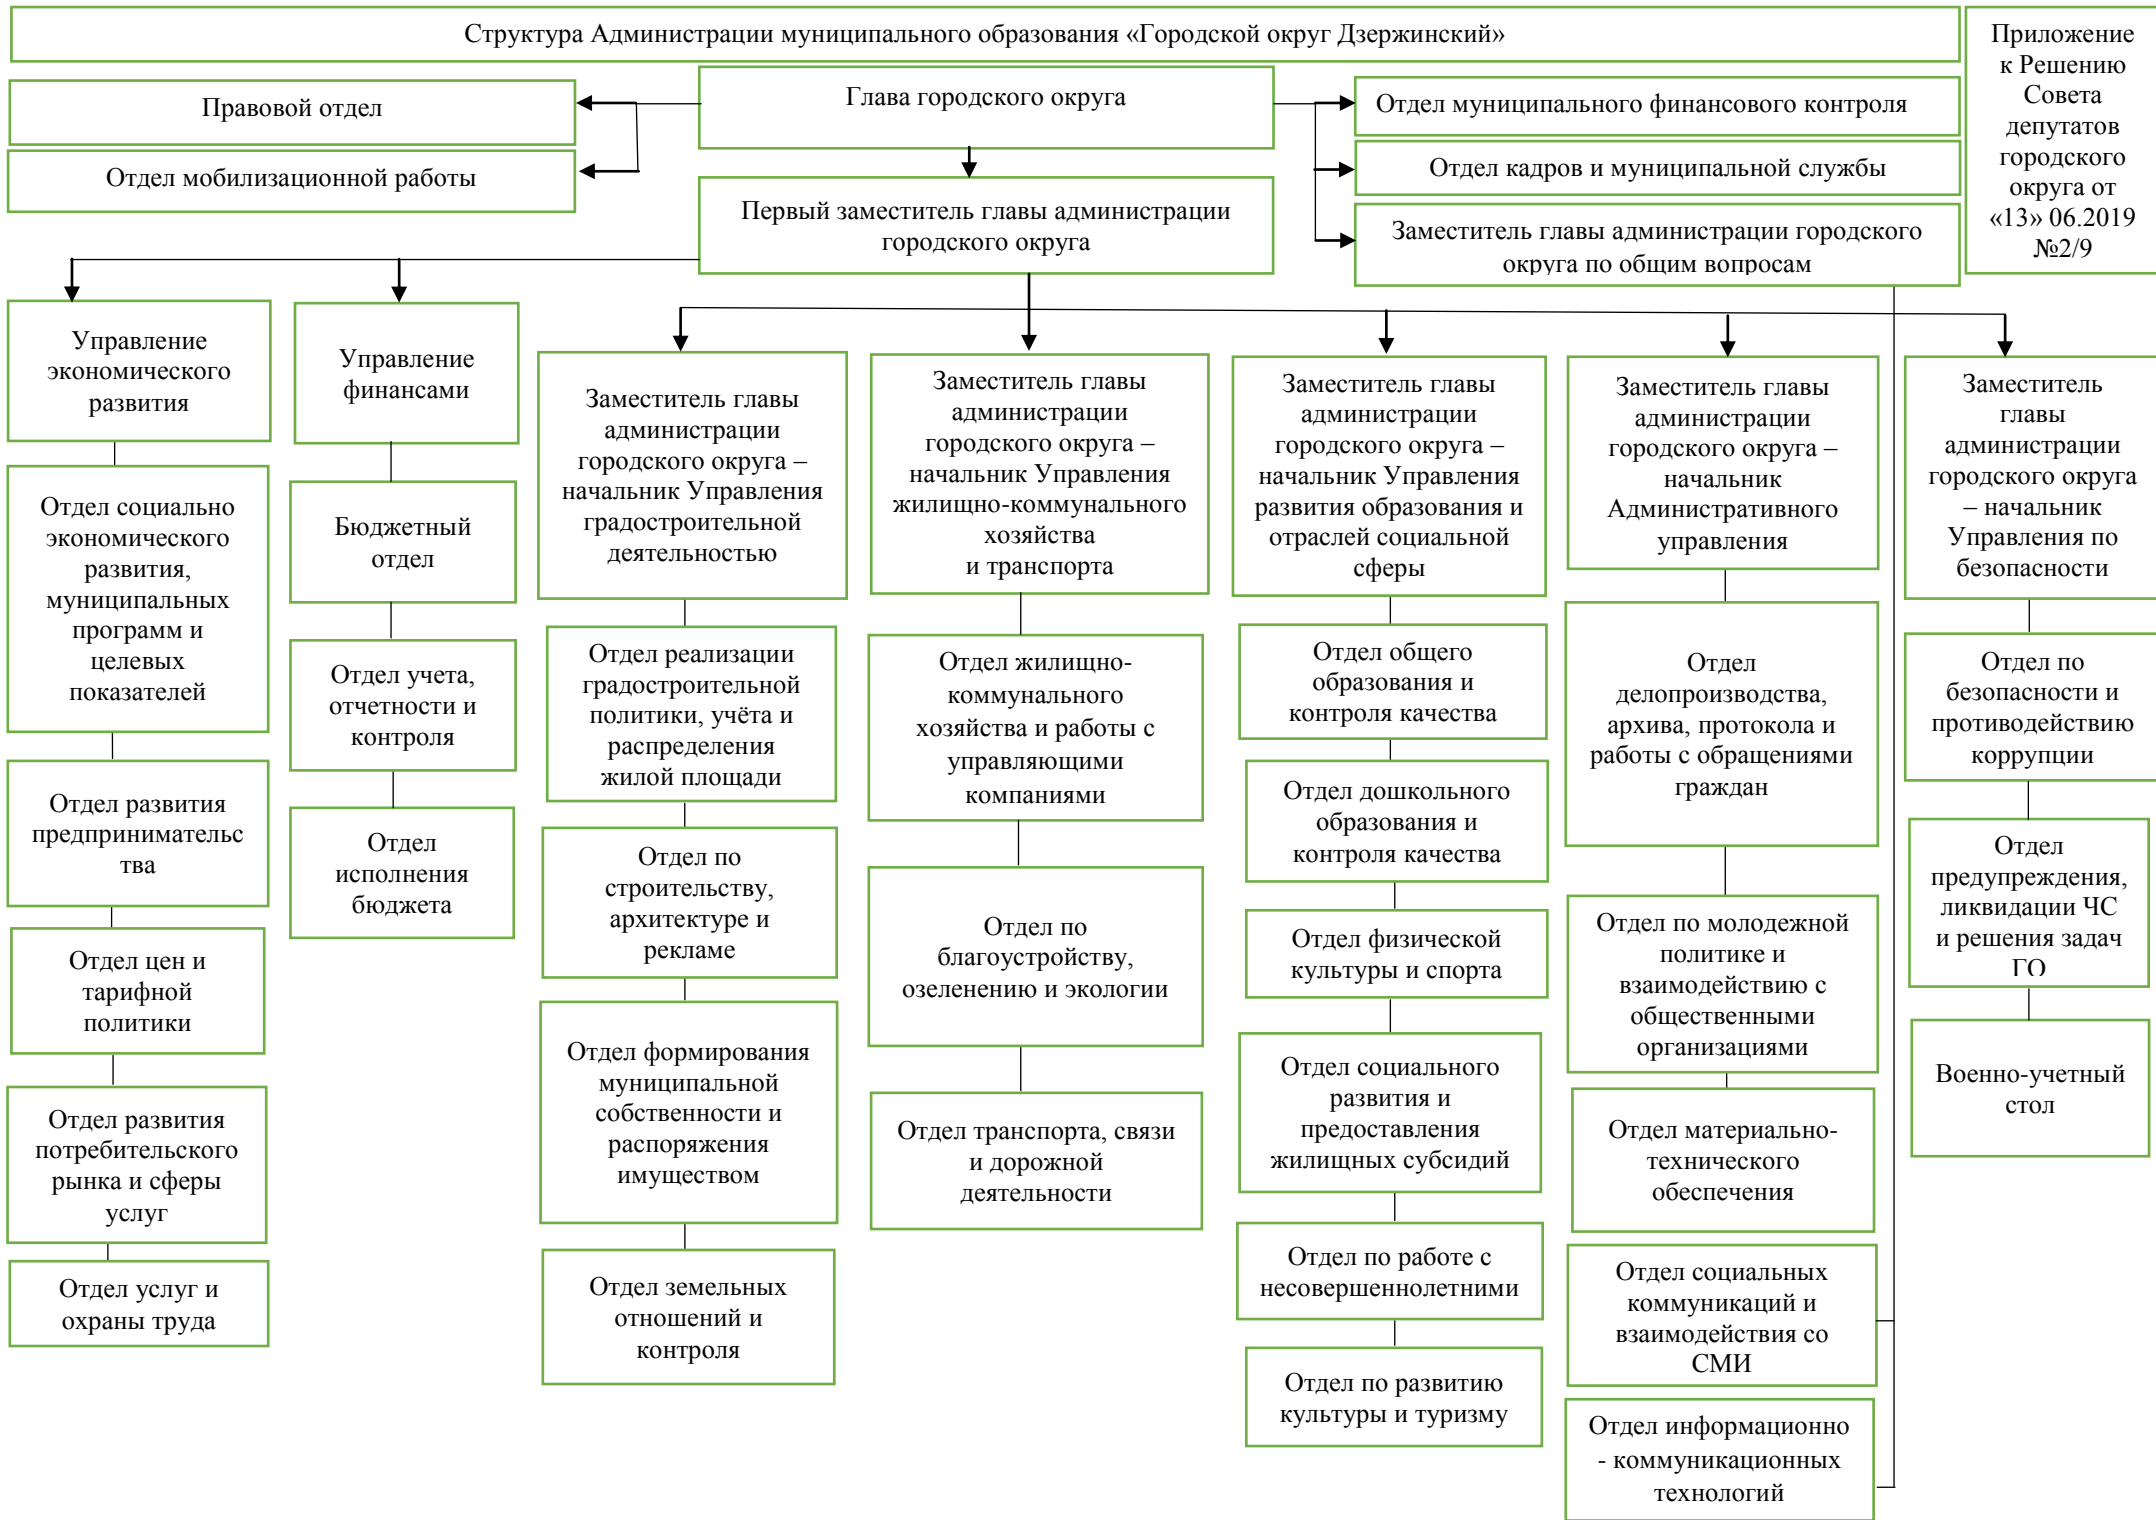 Структура Администрации муниципального образования «Городской округ Дзержинский»
Приложение
к Решению
Совета
депутатов
городского
округа от
«13» 06.2019
№2/9
Глава городского округа
Правовой отдел
Отдел мобилизационной работы
Отдел муниципального финансового контроля
Отдел кадров и муниципальной службы
Заместитель главы администрации городского
округа по общим вопросам
Первый заместитель главы администрации
городского округа
Управление
экономического
развития
Отдел социально
экономического
развития,
муниципальных
программ и
целевых
показателей
Отдел развития
предпринимательс
тва
Отдел цен и
тарифной
политики
Отдел развития
потребительского
рынка и сферы
услуг
Отдел услуг и
охраны труда
Управление
финансами
Бюджетный
отдел
Отдел учета,
отчетности и
контроля
Отдел
исполнения
бюджета
Заместитель главы
администрации
городского округа –
начальник Управления
градостроительной
деятельностью
Отдел реализации
градостроительной
политики, учёта и
распределения
жилой площади
Отдел по
строительству,
архитектуре и
рекламе
Отдел формирования
муниципальной
собственности и
распоряжения
имуществом
Отдел земельных
отношений и
контроля
Заместитель главы
администрации
городского округа –
начальник Управления
жилищно-коммунального
хозяйства
и транспорта
Отдел жилищно-
коммунального
хозяйства и работы с
управляющими
компаниями
Отдел по
благоустройству,
озеленению и экологии
Отдел транспорта, связи
и дорожной
деятельности
Заместитель главы
администрации
городского округа –
начальник Управления
развития образования и
отраслей социальной
сферы
Отдел общего
образования и
контроля качества
Отдел дошкольного
образования и
контроля качества
Отдел физической
культуры и спорта
Отдел социального
развития и
предоставления
жилищных субсидий
Отдел по работе с
несовершеннолетними
Отдел по развитию
культуры и туризму
Заместитель главы
администрации
городского округа –
начальник
Административного
управления
Отдел
делопроизводства,
архива, протокола и
работы с обращениями
граждан
Отдел по молодежной
политике и
взаимодействию с
общественными
организациями
Отдел материально-
технического
обеспечения
Отдел социальных
коммуникаций и
взаимодействия со
СМИ
Отдел информационно
- коммуникационных
технологий
Заместитель
главы
администрации
городского округа
– начальник
Управления по
безопасности
Отдел по
безопасности и
противодействию
коррупции
Отдел
предупреждения,
ликвидации ЧС
и решения задач
ГО
Военно-учетный
стол